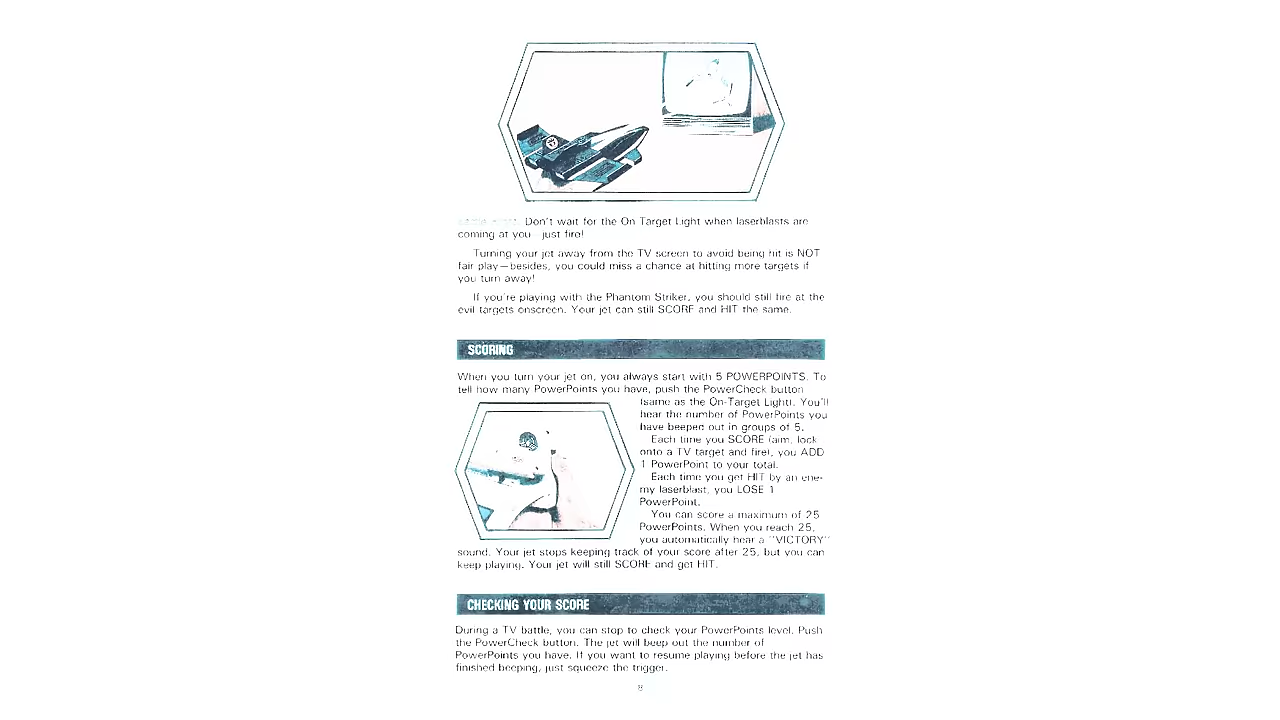 Don't wait for the On Target Light when laserblasts are
coming at you—just fire!
Turning your jet away from the TV screen to avoid being hit is NOT
fair play—besides, you could miss a chance at hitting more targets if
you turn away!
If you're playing with the Phantom Striker, you should still fire at the
evil targets onscreen. Your jet can still SCORE and HIT the same.
SCORING
When you turn your jet on, you always start with 5 POWERPOINTS. To
tell how many PowerPoints you have, push the PowerCheck button
(same as the On-Target Light). You'll
hear the number of PowerPoints you
have beeped out in groups of 5.
Each time you SCORE (aim, lock
onto a TV target and fire), you ADD
1 PowerPoint to your total.
Each time you get HIT by an ene-
my laserblast, you LOSE 1
PowerPoint.
You can score a maximum of 25
PowerPoints. When you reach 25,
you automatically hear a "VICTORY"
sound. Your jet stops keeping track of your score after 25, but you can
keep playing. Your jet will still SCORE and get HIT.
CHECKING YOUR SCORE
During a TV battle, you can stop to check your PowerPoints level. Push
the PowerCheck button. The jet will beep out the number of
PowerPoints you have. If you want to resume playing before the jet has
finished beeping, just squeeze the trigger.
8